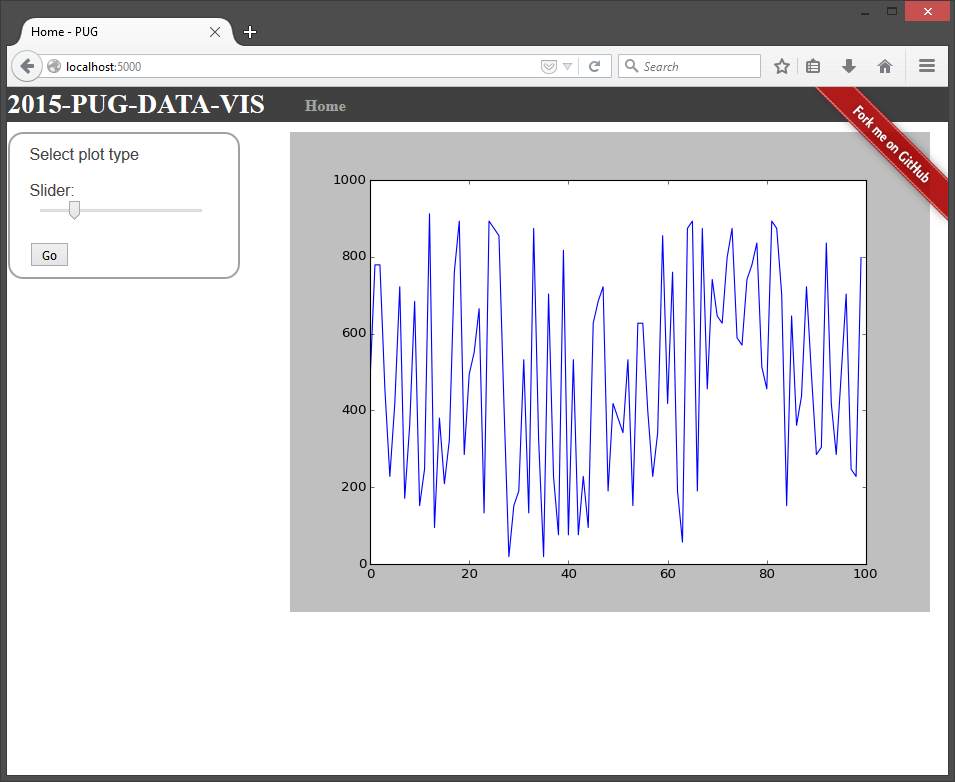 Home - PUG
localhost:5000
Search
2015-PUG-DATA-VIS
Home
Fork me on GitHub
Select plot type
Slider:
Go
1000
800
600
400
200
0
0 20 40 60 80 100